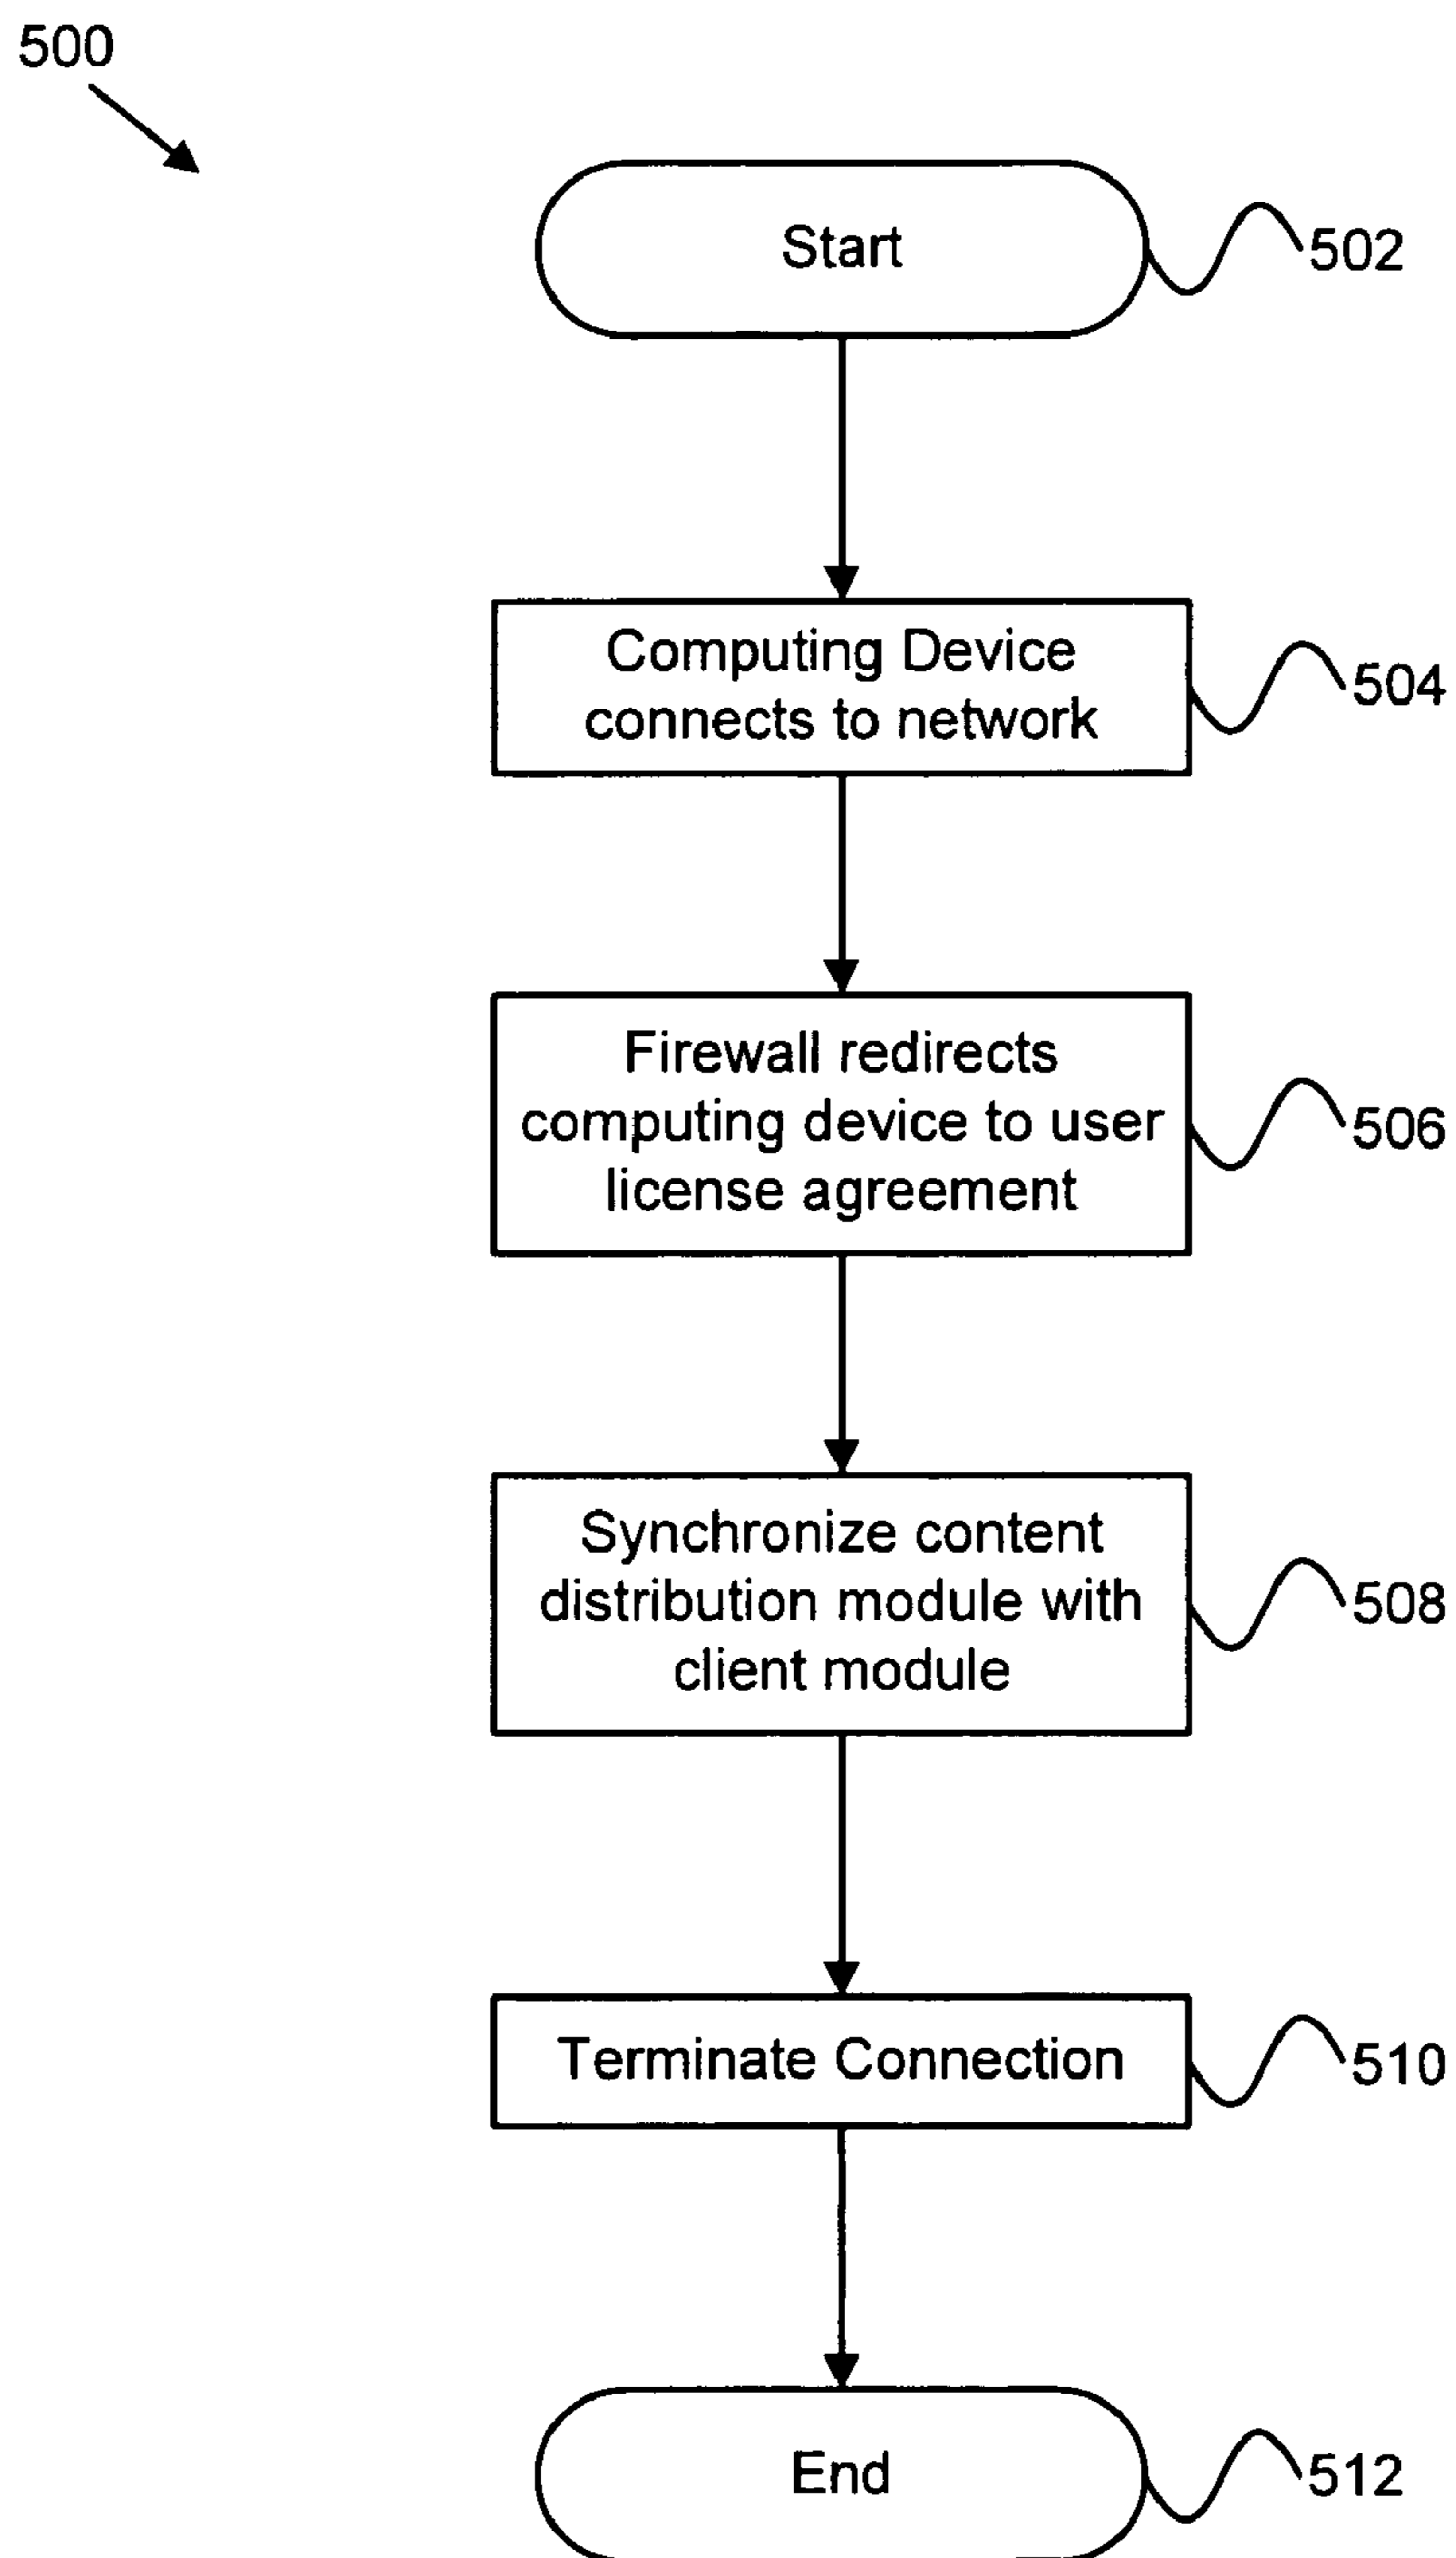 500
Start
502
Computing Device
connects to network
504
Firewall redirects
computing device to user
license agreement
506
Synchronize content
distribution module with
client module
508
Terminate Connection
510
End
512